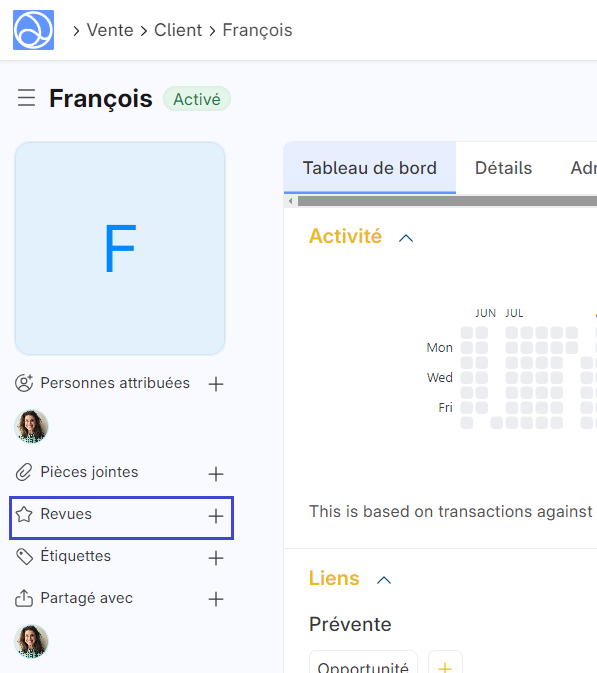 › Vente › Client › François
François Activé
F
Personnes attribuées +
Pièces jointes +
Revues +
Étiquettes +
Partagé avec +
Tableau de bord Détails
Activité
JUN JUL
Mon
Wed
Fri
This is based on transactions against
Liens
Prévente
Opportunité +